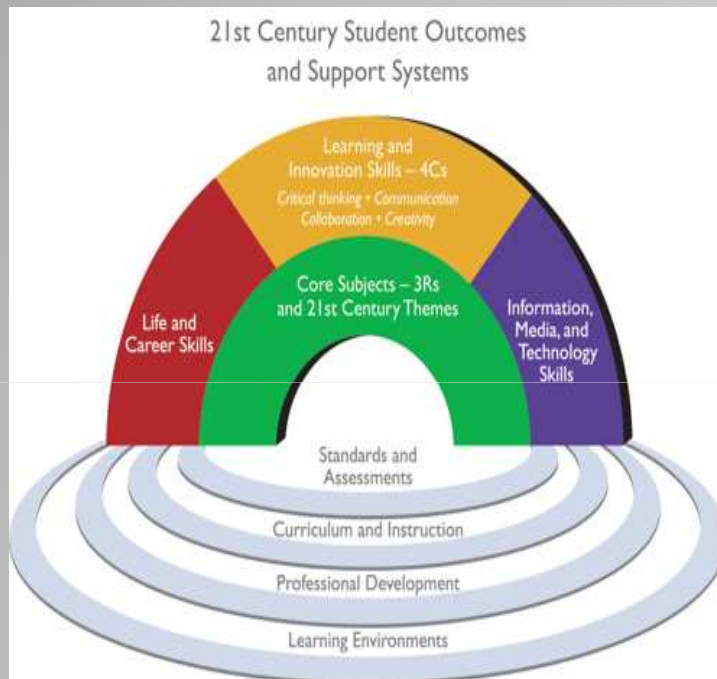 21st Century Student Outcomes
and Support Systems
Learning and
Innovation Skills – 4Cs
Critical thinking • Communication
Collaboration • Creativity
Core Subjects – 3Rs
and 21st Century Themes
Life and
Career Skills
Information,
Media, and
Technology
Skills
Standards and
Assessments
Curriculum and Instruction
Professional Development
Learning Environments